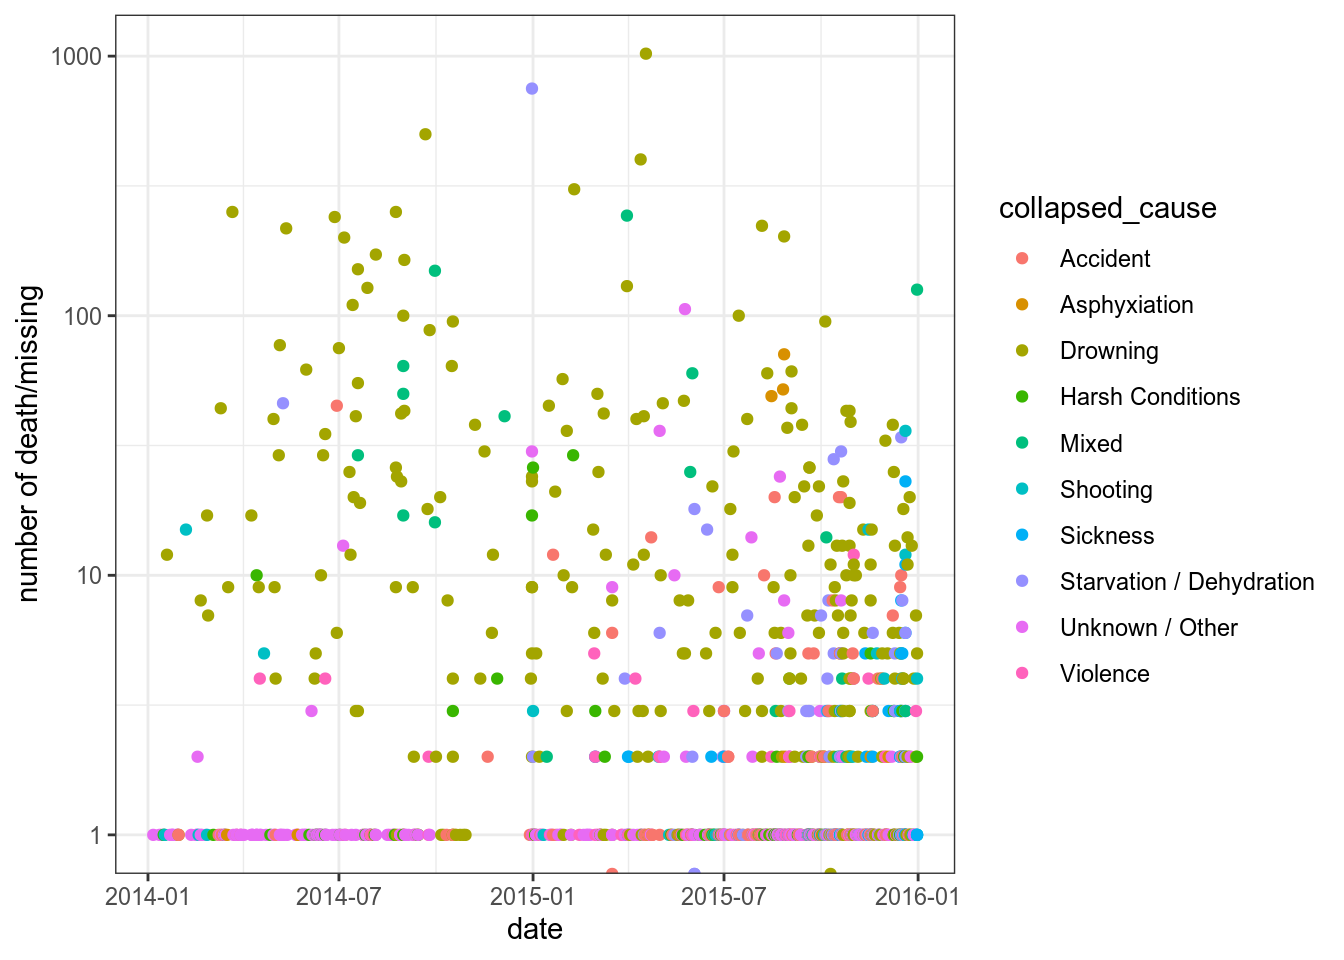 1000
100
10
1
number of death/missing
2014-01
2014-07
2015-01
2015-07
2016-01
date
collapsed_cause
Accident
Asphyxiation
Drowning
Harsh Conditions
Mixed
Shooting
Sickness
Starvation / Dehydration
Unknown / Other
Violence